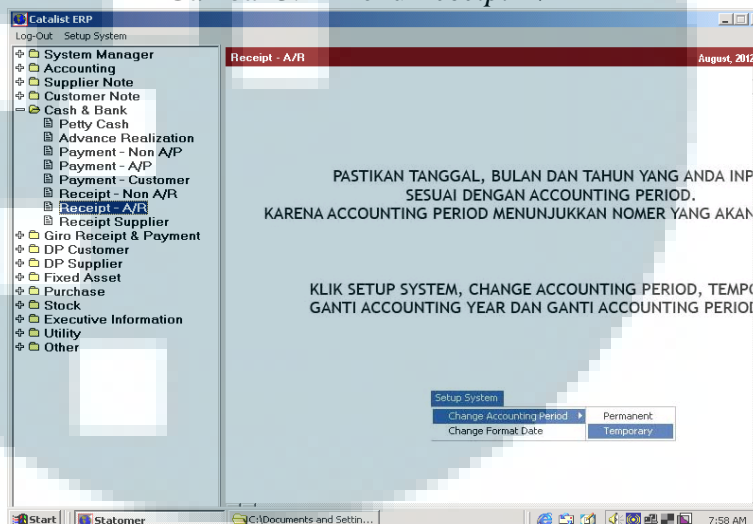 Catalist ERP
Log-Out Setup System
System Manager
Accounting
Supplier Note
Customer Note
Cash & Bank
Petty Cash
Advance Realization
Payment - Non A/P
Payment - A/P
Payment - Customer
Receipt - Non A/R
Receipt - A/R
Receipt Supplier
Giro Receipt & Payment
DP Customer
DP Supplier
Fixed Asset
Purchase
Stock
Executive Information
Utility
Other
Receipt - A/R August, 2012
PASTIKAN TANGGAL, BULAN DAN TAHUN YANG ANDA INP
SESUAI DENGAN ACCOUNTING PERIOD.
KARENA ACCOUNTING PERIOD MENUNJUKKAN NOMER YANG AKAN
KLIK SETUP SYSTEM, CHANGE ACCOUNTING PERIOD, TEMPO
GANTI ACCOUNTING YEAR DAN GANTI ACCOUNTING PERIOD
Setup System
Change Accounting Period Permanent
Change Format Date Temporary
Start Statomer C:\Documents and Settin... 7:58 AM